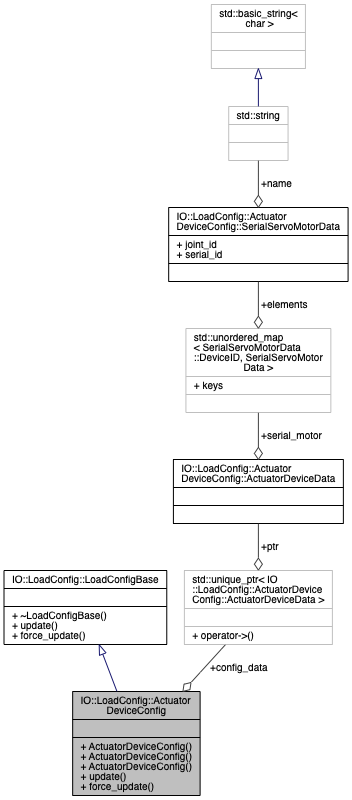 std::basic_string<
char >
std::string
+name
IO::LoadConfig::Actuator
DeviceConfig::SerialServoMotorData
+ joint_id
+ serial_id
+elements
std::unordered_map
< SerialServoMotorData
::DeviceID, SerialServoMotor
Data >
+ keys
+serial_motor
IO::LoadConfig::Actuator
DeviceConfig::ActuatorDeviceData
+ptr
IO::LoadConfig::LoadConfigBase
+ ~LoadConfigBase()
+ update()
+ force_update()
std::unique_ptr< IO
::LoadConfig::ActuatorDevice
Config::ActuatorDeviceData >
+ operator->()
+config_data
IO::LoadConfig::Actuator
DeviceConfig
+ ActuatorDeviceConfig()
+ ActuatorDeviceConfig()
+ ActuatorDeviceConfig()
+ update()
+ force_update()